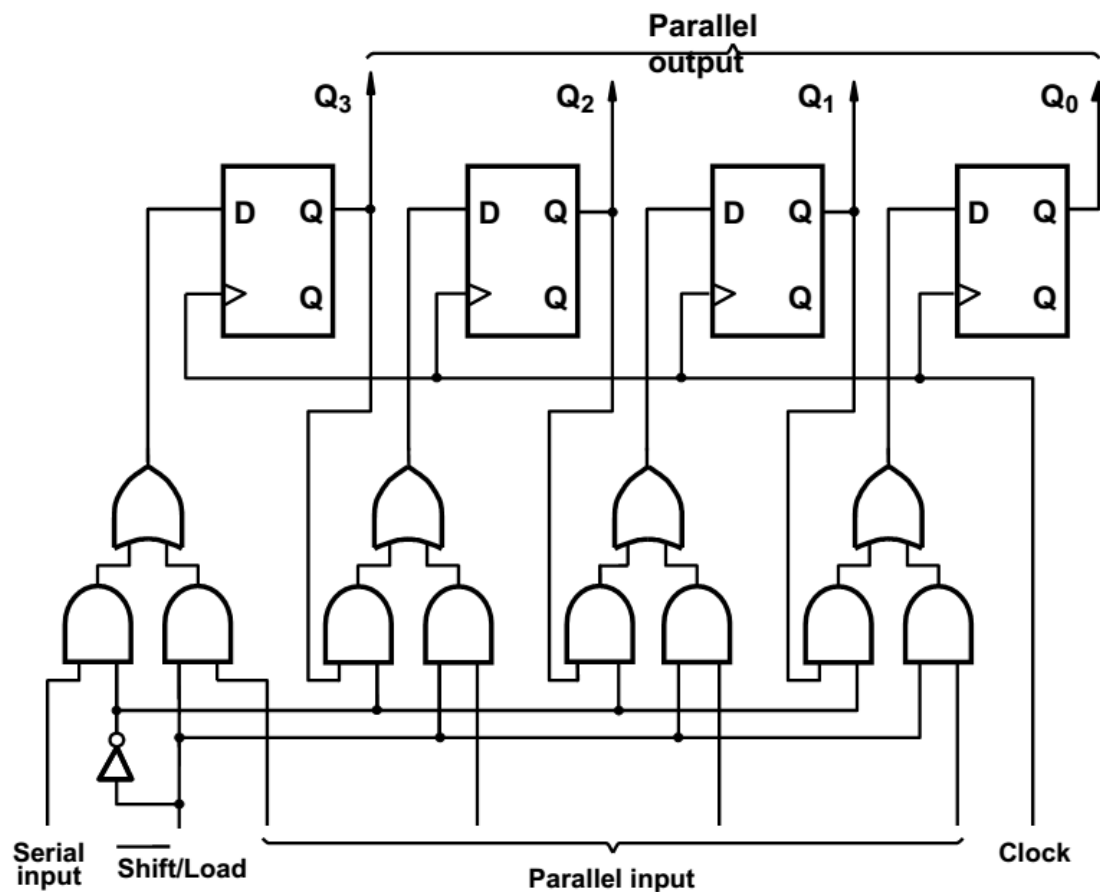 Parallel
output
Q3 Q2 Q1 Q0
D Q D Q D Q D Q
Q Q Q Q
Serial
input
Shift/Load
Parallel input
Clock